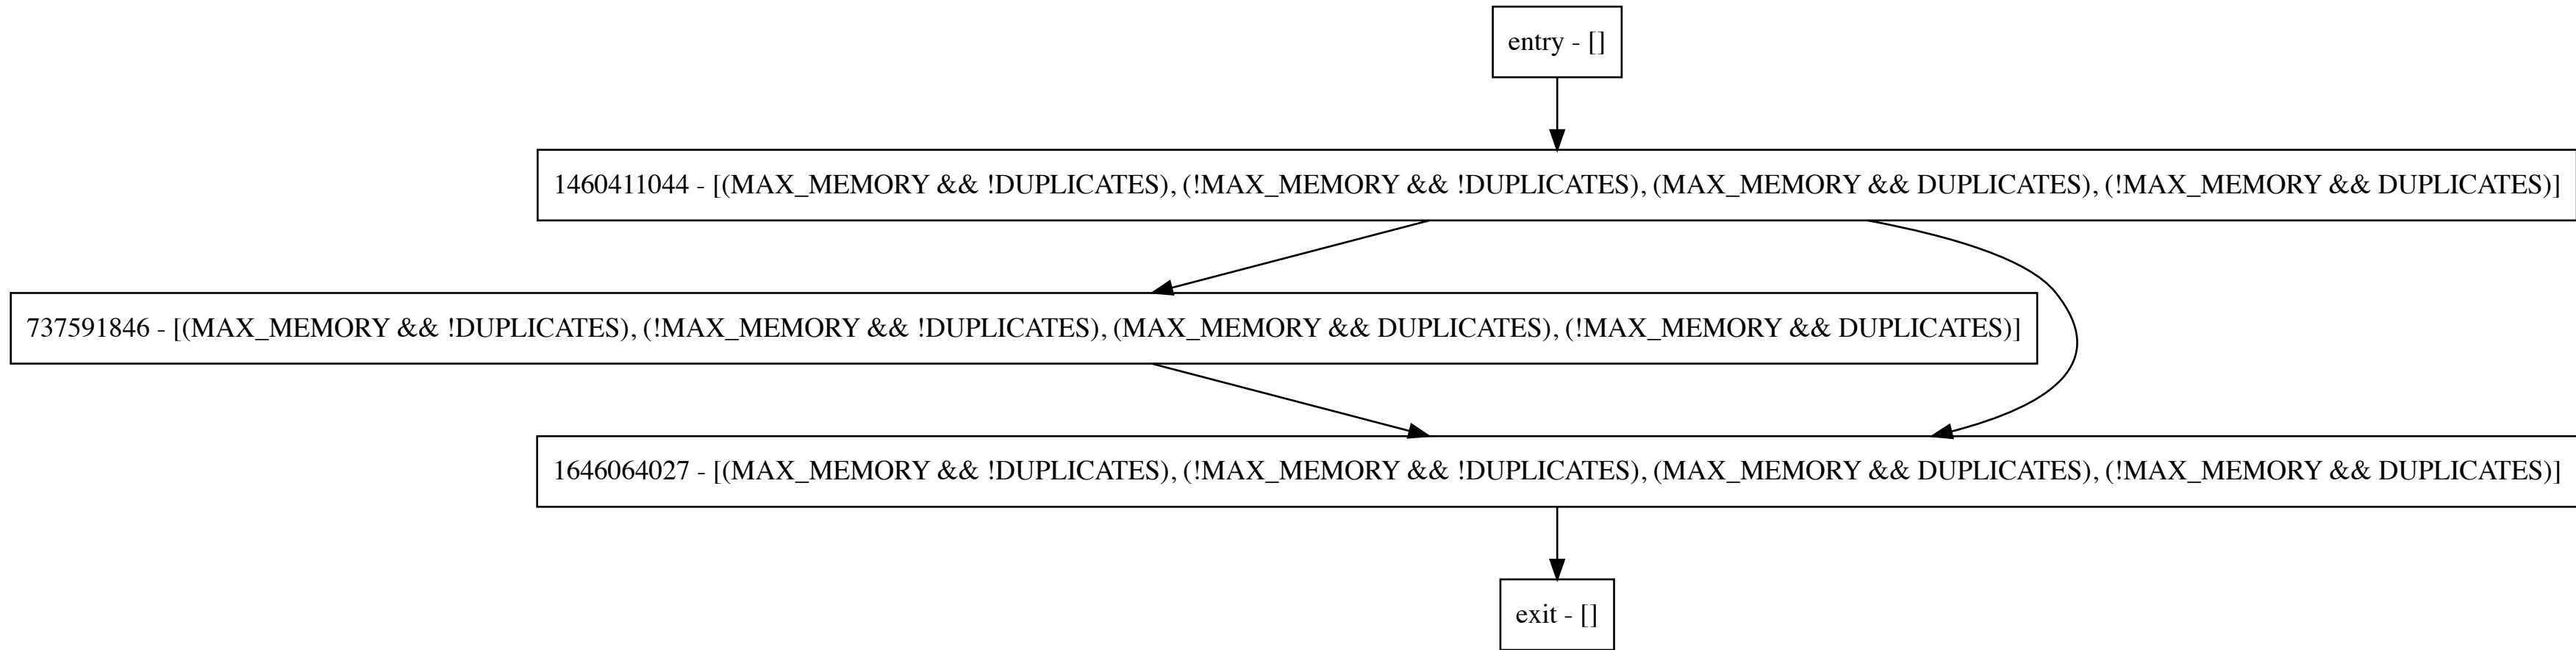 entry - []
1460411044 - [(MAX_MEMORY && !DUPLICATES), (!MAX_MEMORY && !DUPLICATES), (MAX_MEMORY && DUPLICATES), (!MAX_MEMORY && DUPLICATES)]
737591846 - [(MAX_MEMORY && !DUPLICATES), (!MAX_MEMORY && !DUPLICATES), (MAX_MEMORY && DUPLICATES), (!MAX_MEMORY && DUPLICATES)]
1646064027 - [(MAX_MEMORY && !DUPLICATES), (!MAX_MEMORY && !DUPLICATES), (MAX_MEMORY && DUPLICATES), (!MAX_MEMORY && DUPLICATES)]
exit - []